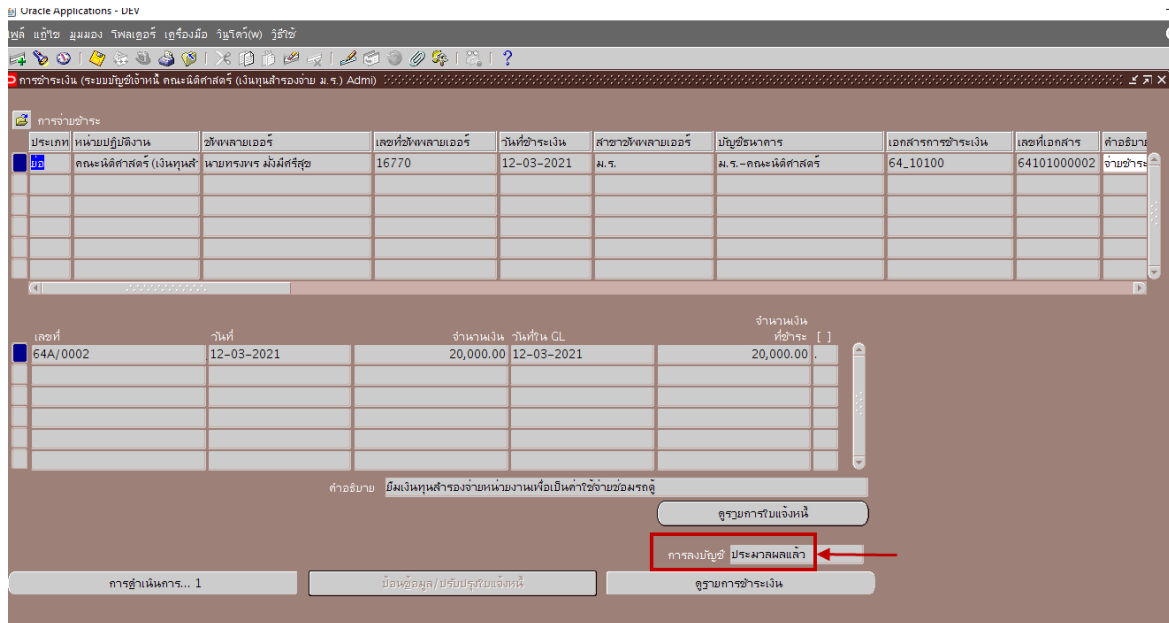 Oracle Applications - DEV
ไฟล์ แก้ไข มุมมอง โฟลเดอร์ เครื่องมือ วินโดว์(w) วิธีใช้
การชำระเงิน (ระบบบัญชีเจ้าหนี้ คณะนิติศาสตร์ (เงินทุนสำรองจ่าย ม.ร.) Admi)
การจ่ายชำระ
ประเภท หน่วยปฏิบัติงาน ซัพพลายเออร์ เลขที่ซัพพลายเออร์ วันที่ชำระเงิน สาขาซัพพลายเออร์ บัญชีธนาคาร เอกสารการชำระเงิน เลขที่เอกสาร คำอธิบาย
ย่อ คณะนิติศาสตร์ (เงินทุนสำ นายทรงพร มั่งมีศรีสุข 16770 12-03-2021 ม.ร. ม.ร.-คณะนิติศาสตร์ 64_10100 64101000002 จ่ายชำระ
จำนวนเงิน
เลขที่ วันที่ จำนวนเงิน วันที่ใน GL ที่ชำระ [ ]
64A/0002 12-03-2021 20,000.00 12-03-2021 20,000.00 .
คำอธิบาย ยืมเงินทุนสำรองจ่ายหน่วยงานเพื่อเป็นค่าใช้จ่ายซ่อมรถตู้
ดูรายการใบแจ้งหนี้
การลงบัญชี ประมวลผลแล้ว
การดำเนินการ... 1 ป้อนข้อมูล/ปรับปรุงใบแจ้งหนี้ ดูรายการชำระเงิน